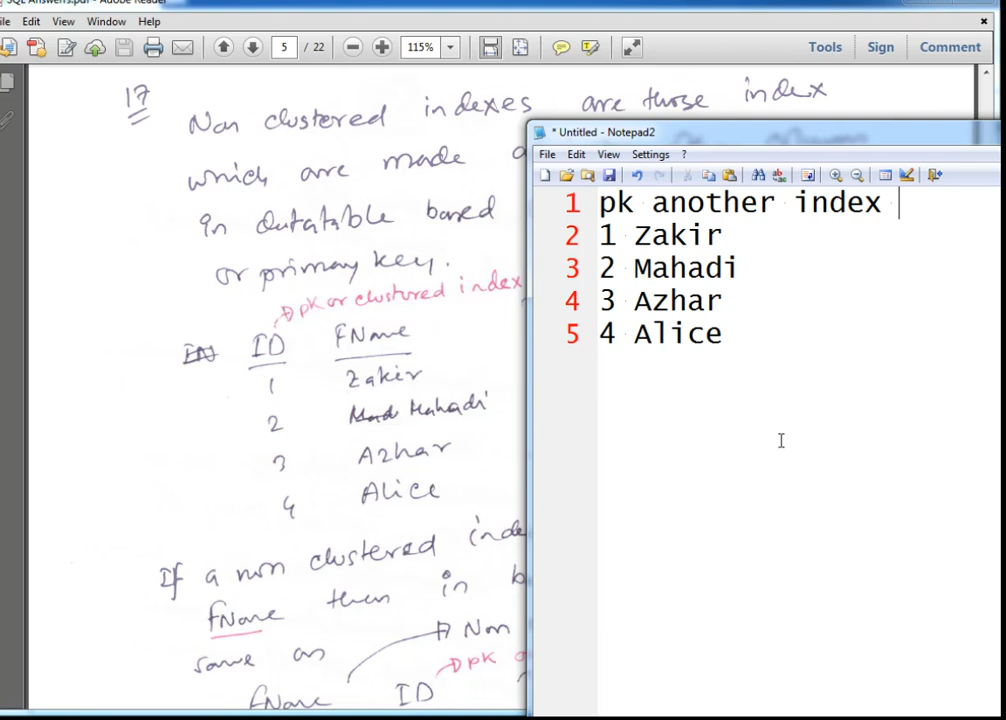 SQL Answers.pdf - Adobe Reader
File Edit View Window Help
5 / 22 115% Tools Sign Comment
17
Non clustered indexes are those index
which are made
in datatable based
or primary key.
pk or clustured index
ID FName
1 Zakir
2 Mahadi
3 Azhar
4 Alice
If a non clustered inde
FName then in b
same as Non
pk
FName ID
* Untitled - Notepad2
File Edit View Settings ?
1 pk another index
2 1 Zakir
3 2 Mahadi
4 3 Azhar
5 4 Alice